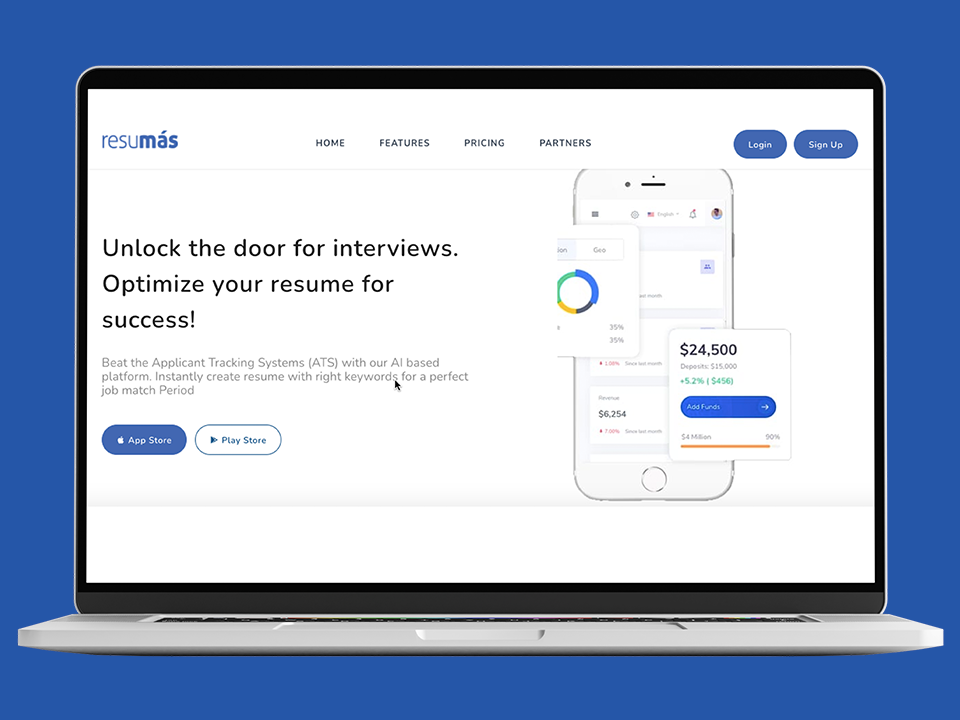 resumás
HOME
FEATURES
PRICING
PARTNERS
Login
Sign Up
Unlock the door for interviews.
Optimize your resume for
success!
Beat the Applicant Tracking Systems (ATS) with our AI based
platform. Instantly create resume with right keywords for a perfect
job match Period
App Store
Play Store
English
Geo
last month
35%
35%
1.08% Since last month
Revenue
$6,254
7.00% Since last month
$24,500
Deposits: $15,000
+5.2% ( $456)
Add Funds
$4 Million 90%